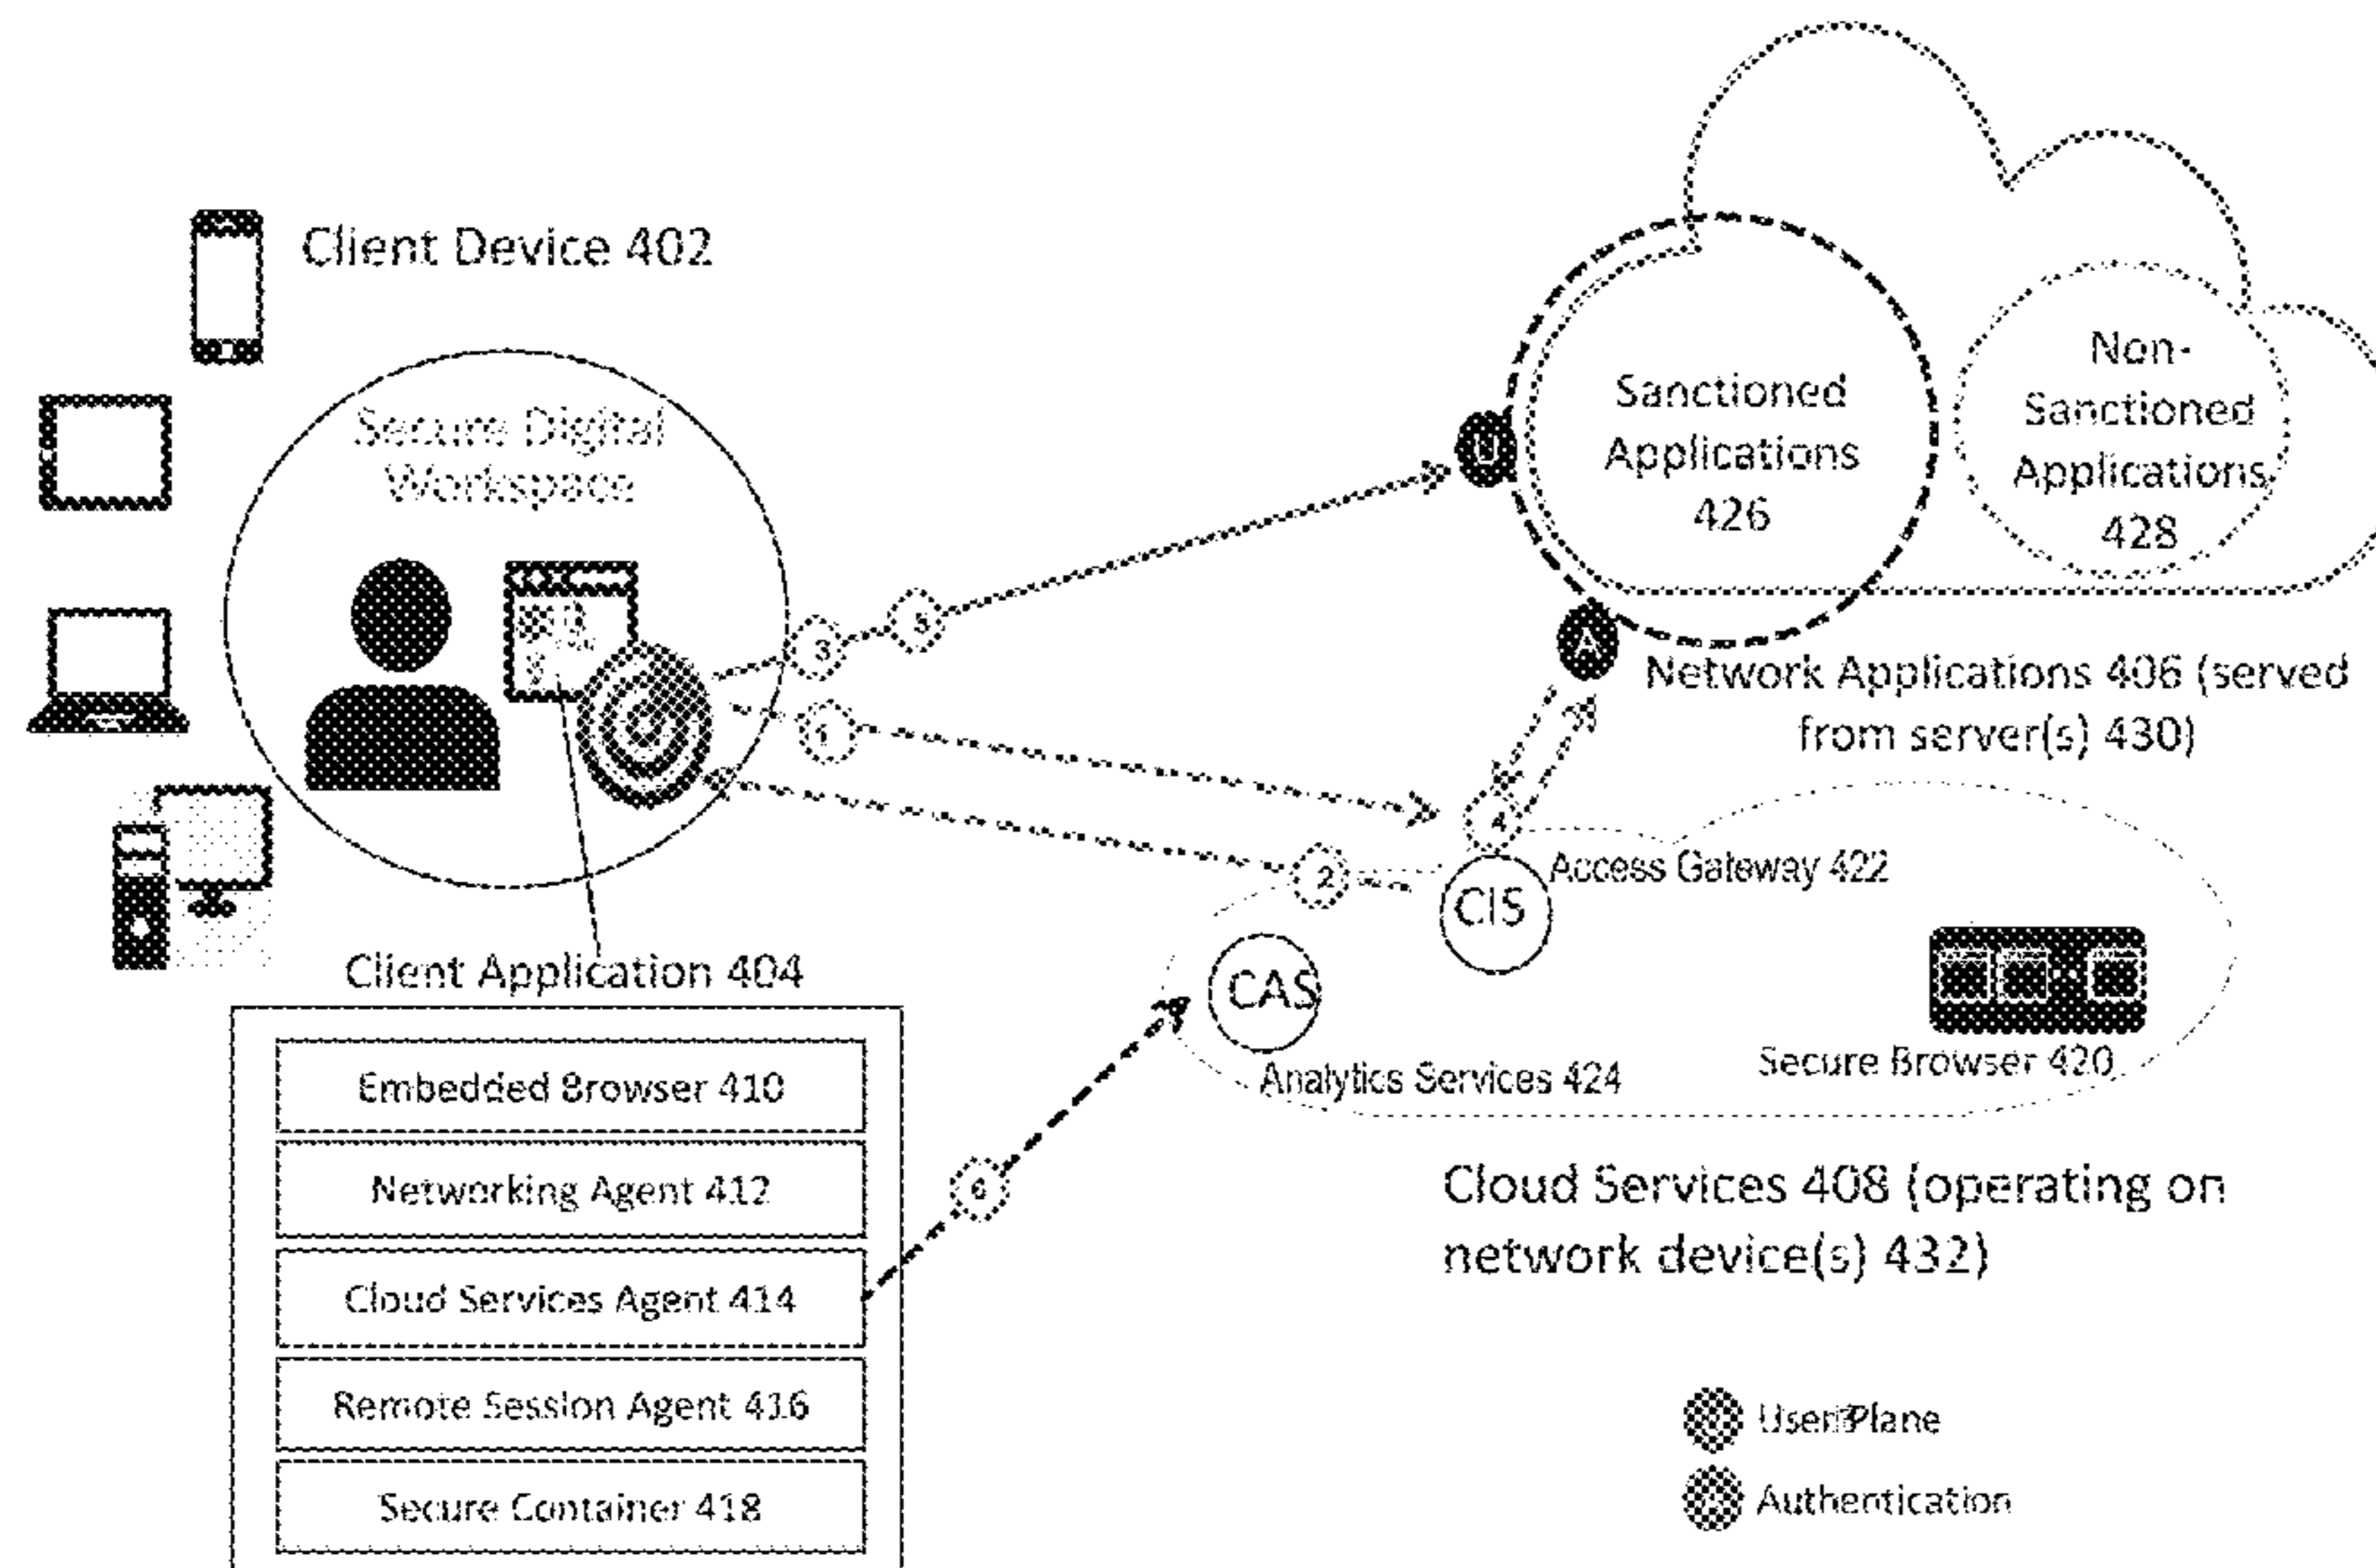 Client Device 402
Secure Digital
Workspace
Sanctioned
Applications
426
Non-
Sanctioned
Applications
428
U
A
3
5
1
2
4
6
Network Applications 406 (served
from server(s) 430)
Access Gateway 422
CIS
CAS
Analytics Services 424
Secure Browser 420
Client Application 404
Embedded Browser 410
Networking Agent 412
Cloud Services Agent 414
Remote Session Agent 416
Secure Container 418
Cloud Services 408 (operating on
network device(s) 432)
User Plane
Authentication